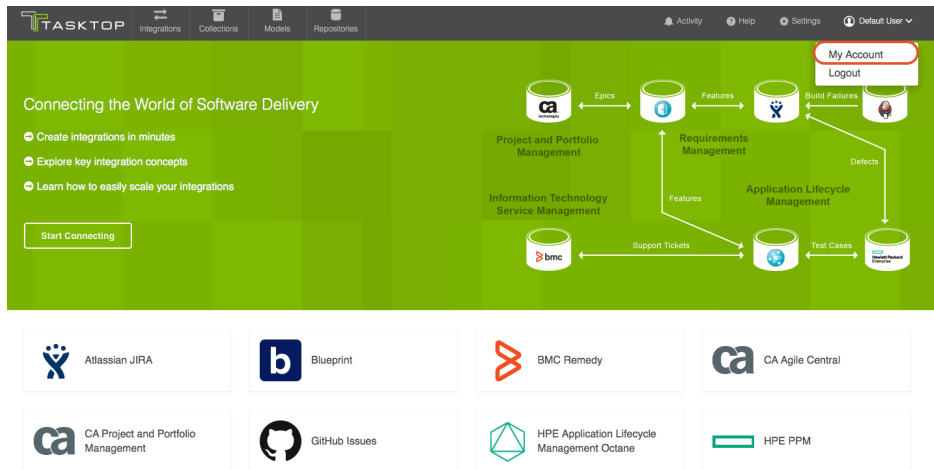 TASKTOP
Integrations
Collections
Models
Repositories
Activity
Help
Settings
Default User
My Account
Logout
Connecting the World of Software Delivery
Create integrations in minutes
Explore key integration concepts
Learn how to easily scale your integrations
Start Connecting
ca
technologies
Epics
Features
Build Failures
Project and Portfolio
Management
Requirements
Management
Defects
Information Technology
Service Management
Features
Application Lifecycle
Management
bmc
Support Tickets
Test Cases
Hewlett Packard
Enterprise
Atlassian JIRA
b
Blueprint
BMC Remedy
ca
CA Agile Central
ca
CA Project and Portfolio
Management
GitHub Issues
HPE Application Lifecycle
Management Octane
HPE PPM